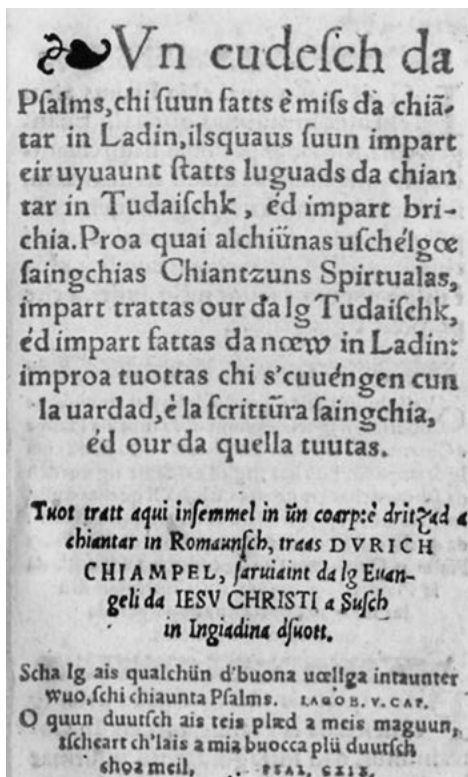 Vn cudeſch da
Pſalms, chi ſuun fatts è miſs dà chiā-
tar in Ladin, ilsquaus ſuun impart
eir uyuaunt ſtatts luguads da chian
tar in Tudaiſchk, éd impart bri-
chia. Proa quai alchiünas uſchélgœ
ſaingchias Chiantzuns Spirtualas,
impart trattas our da lg Tudaiſchk,
éd impart fattas da nœw in Ladin:
improa tuottas chi s'cuuéngen cun
la uardad, è la ſcrittüra ſaingchia,
éd our da quella tuutas.
Tuot tratt aqui inſemmel in ün coarp: è dritzad a
chiantar in Romaunſch, traas DVRICH
CHIAMPEL, ſaruiaint da lg Euan-
geli da IESV CHRISTI a Suſch
in Ingiadina dſuott.
Scha lg ais qualchün d'buona uœllga intaunter
wuo, ſchi chiaunta Pſalms. IACOB. V. CAP.
O quun duutſch ais teis plæd a meis maguun,
tſcheart ch'lais a mia buocca plü duutſch
choa meil, PSAL. CXIX.